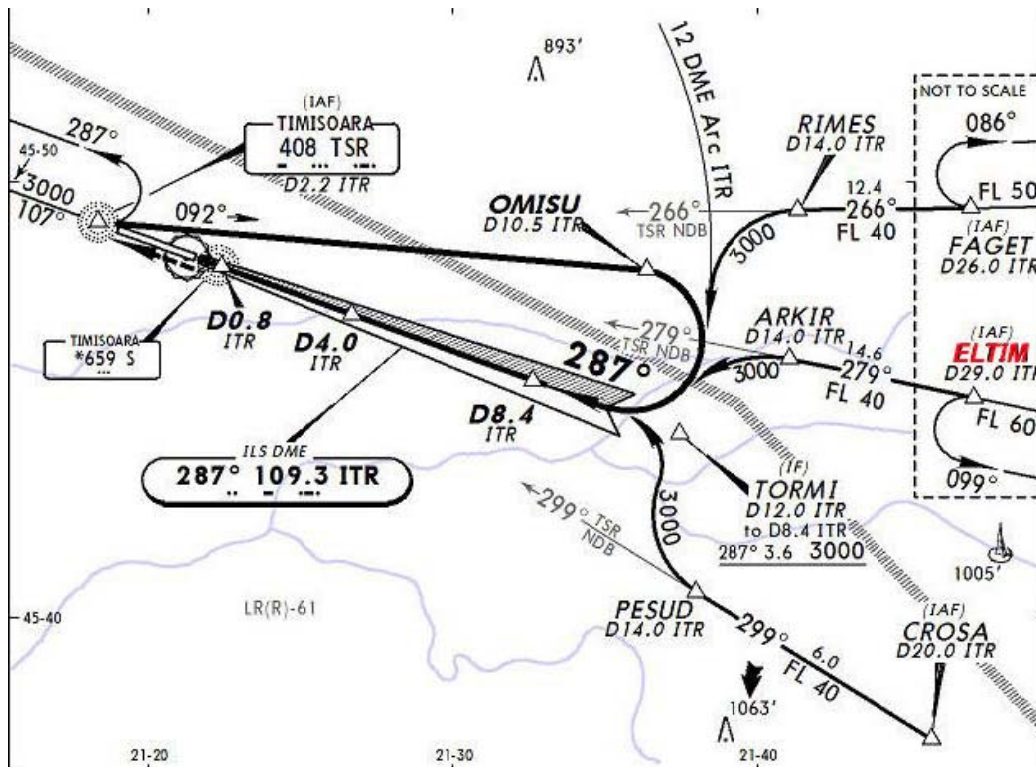 893'
12 DME Arc ITR
NOT TO SCALE
086°
FL 50
(IAF)
FAGET
D26.0 ITR
RIMES
D14.0 ITR
12.4
266°
FL 40
266°
TSR NDB
3000
(IAF)
TIMISOARA
408 TSR
D2.2 ITR
287°
45-50
3000
107°
092°
OMISU
D10.5 ITR
ARKIR
D14.0 ITR
14.6
279°
FL 40
279°
TSR NDB
3000
(IAF)
ELTIM
D29.0 ITR
FL 60
099°
TIMISOARA
*659 S
D0.8
ITR
D4.0
ITR
287°
D8.4
ITR
ILS DME
287° 109.3 ITR
(IF)
TORMI
D12.0 ITR
to D8.4 ITR
287° 3.6 3000
299° TSR
NDB
3000
1005'
LR(R)-61
45-40
PESUD
D14.0 ITR
299°
6.0
FL 40
(IAF)
CROSA
D20.0 ITR
1063'
21-20
21-30
21-40